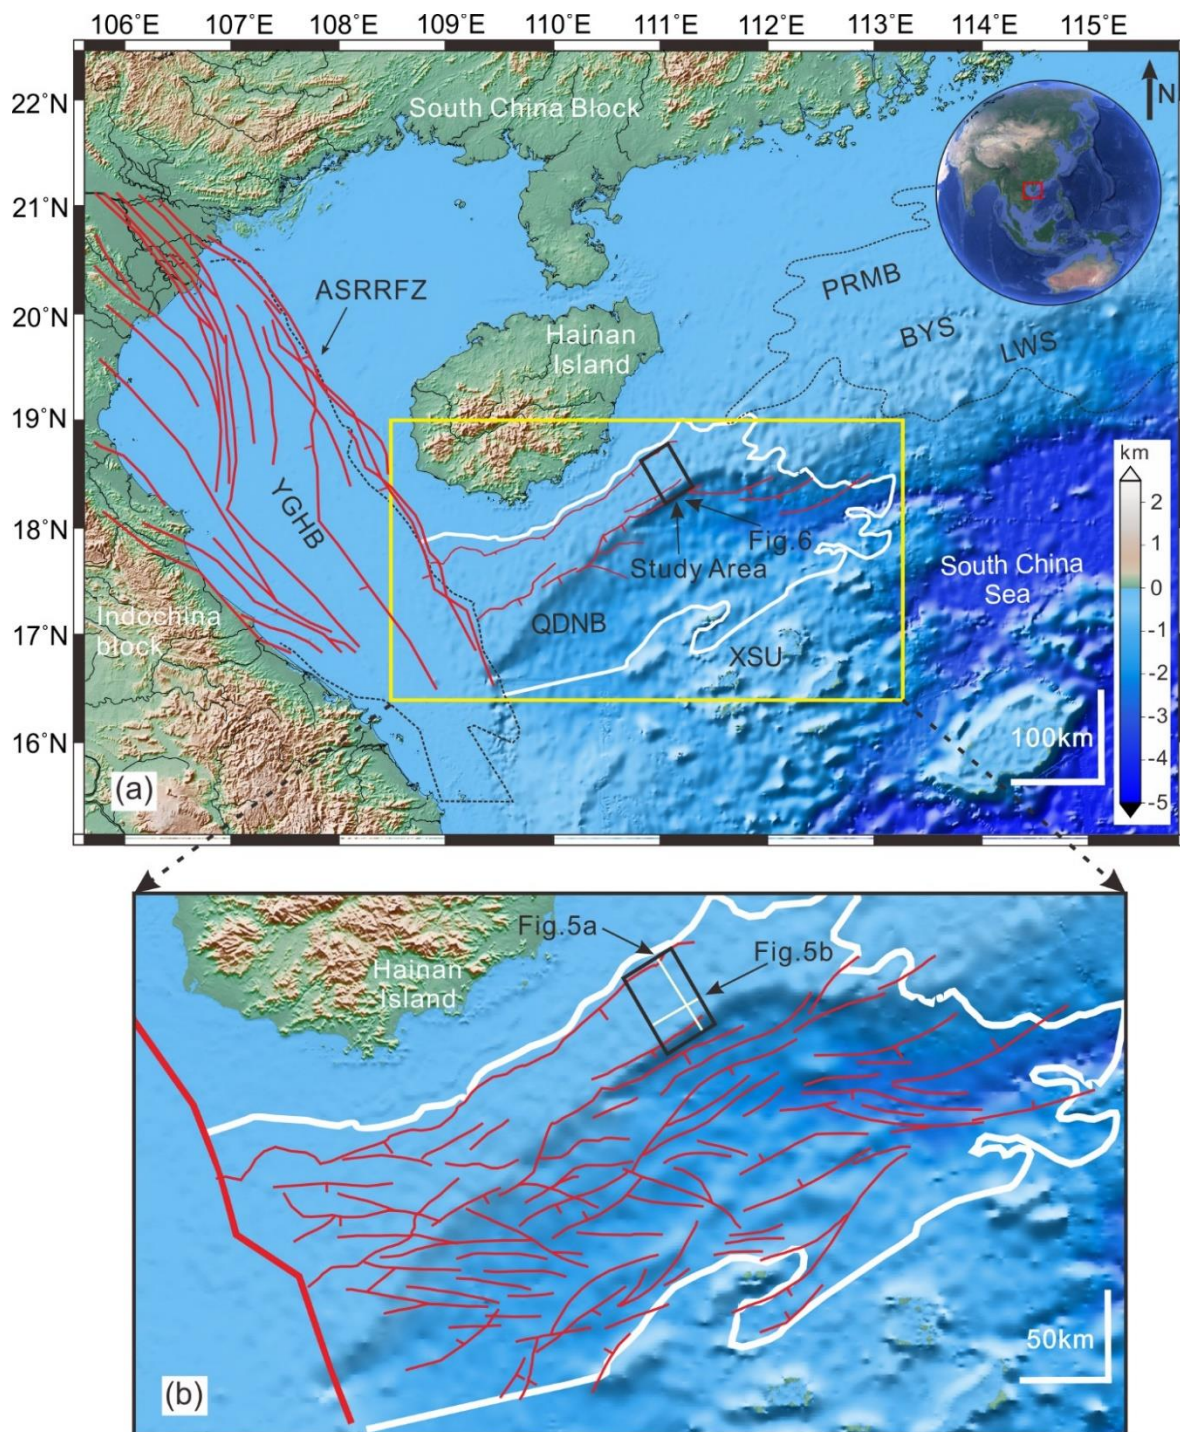 106°E 107°E 108°E 109°E 110°E 111°E 112°E 113°E 114°E 115°E
22°N
21°N
20°N
19°N
18°N
17°N
16°N
South China Block
N
ASRRFZ
PRMB
BYS
LWS
Hainan
Island
YGHB
km
2
1
0
-1
-2
-3
-4
-5
Fig.6
Study Area
South China
Sea
Indochina
block
QDNB
XSU
100km
(a)
Fig.5a
Fig.5b
Hainan
Island
50km
(b)